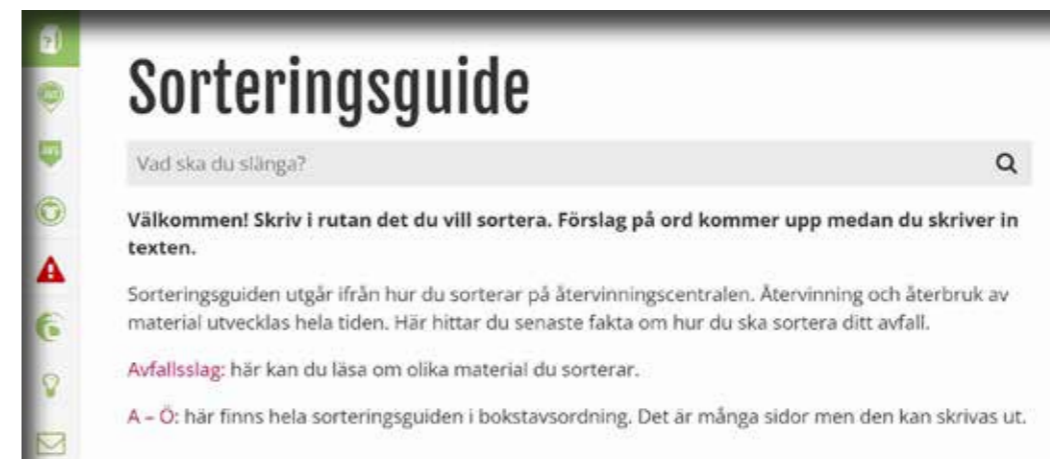 Sorteringsguide
Vad ska du slänga?
Välkommen! Skriv i rutan det du vill sortera. Förslag på ord kommer upp medan du skriver in
texten.
Sorteringsguiden utgår ifrån hur du sorterar på återvinningscentralen. Återvinning och återbruk av
material utvecklas hela tiden. Här hittar du senaste fakta om hur du ska sortera ditt avfall.
Avfallsslag: här kan du läsa om olika material du sorterar.
A – Ö: här finns hela sorteringsguiden i bokstavsordning. Det är många sidor men den kan skrivas ut.